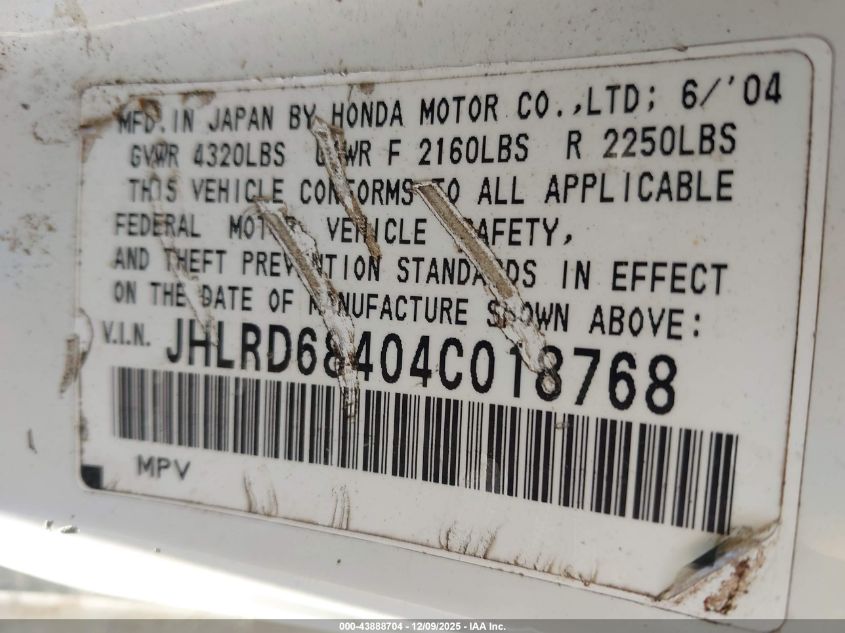 MFD. IN JAPAN BY HONDA MOTOR CO.,LTD; 6/'04
GVWR 4320LBS GAWR F 2160LBS R 2250LBS
THIS VEHICLE CONFORMS TO ALL APPLICABLE
FEDERAL MOTOR VEHICLE SAFETY,
AND THEFT PREVENTION STANDARDS IN EFFECT
ON THE DATE OF MANUFACTURE SHOWN ABOVE:
V.I.N. JHLRD68404C018768
MPV
000-43888704 • 12/09/2025 - IAA Inc.